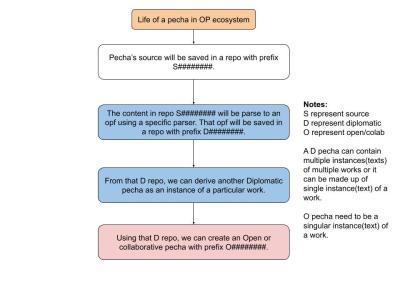 Life of a pecha in OP ecosystem
Pecha's source will be saved in a repo with prefix
S########.
The content in repo S######## will be parse to an
opf using a specific parser. That opf will be saved in
a repo with prefix D########.
From that D repo, we can derive another Diplomatic
pecha as an instance of a particular work.
Using that D repo, we can create an Open or
collaborative pecha with prefix O########.
Notes:
S represent source
D represent diplomatic
O represent open/colab
A D pecha can contain
multiple instances(texts)
of multiple works or it
can be made up of
single instance(text) of a
work.
O pecha need to be a
singular instance(text) of
a work.